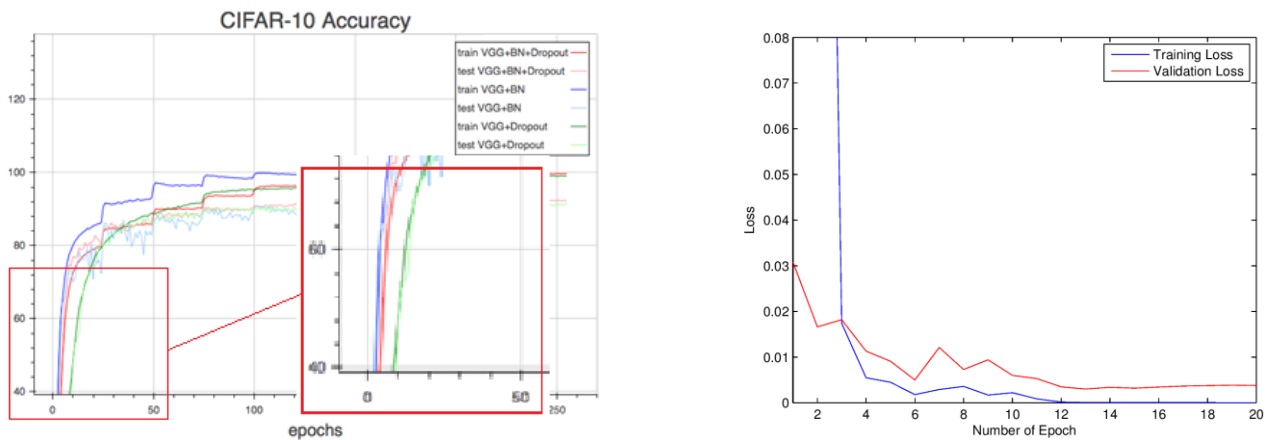 CIFAR-10 Accuracy
train VGG+BN+Dropout
test VGG+BN+Dropout
train VGG+BN
test VGG+BN
train VGG+Dropout
test VGG+Dropout
120
100
80
60
40
0 50 100 250
epochs
60
40
0 50
Training Loss
Validation Loss
0.08
0.07
0.06
0.05
0.04
0.03
0.02
0.01
0
Loss
2 4 6 8 10 12 14 16 18 20
Number of Epoch